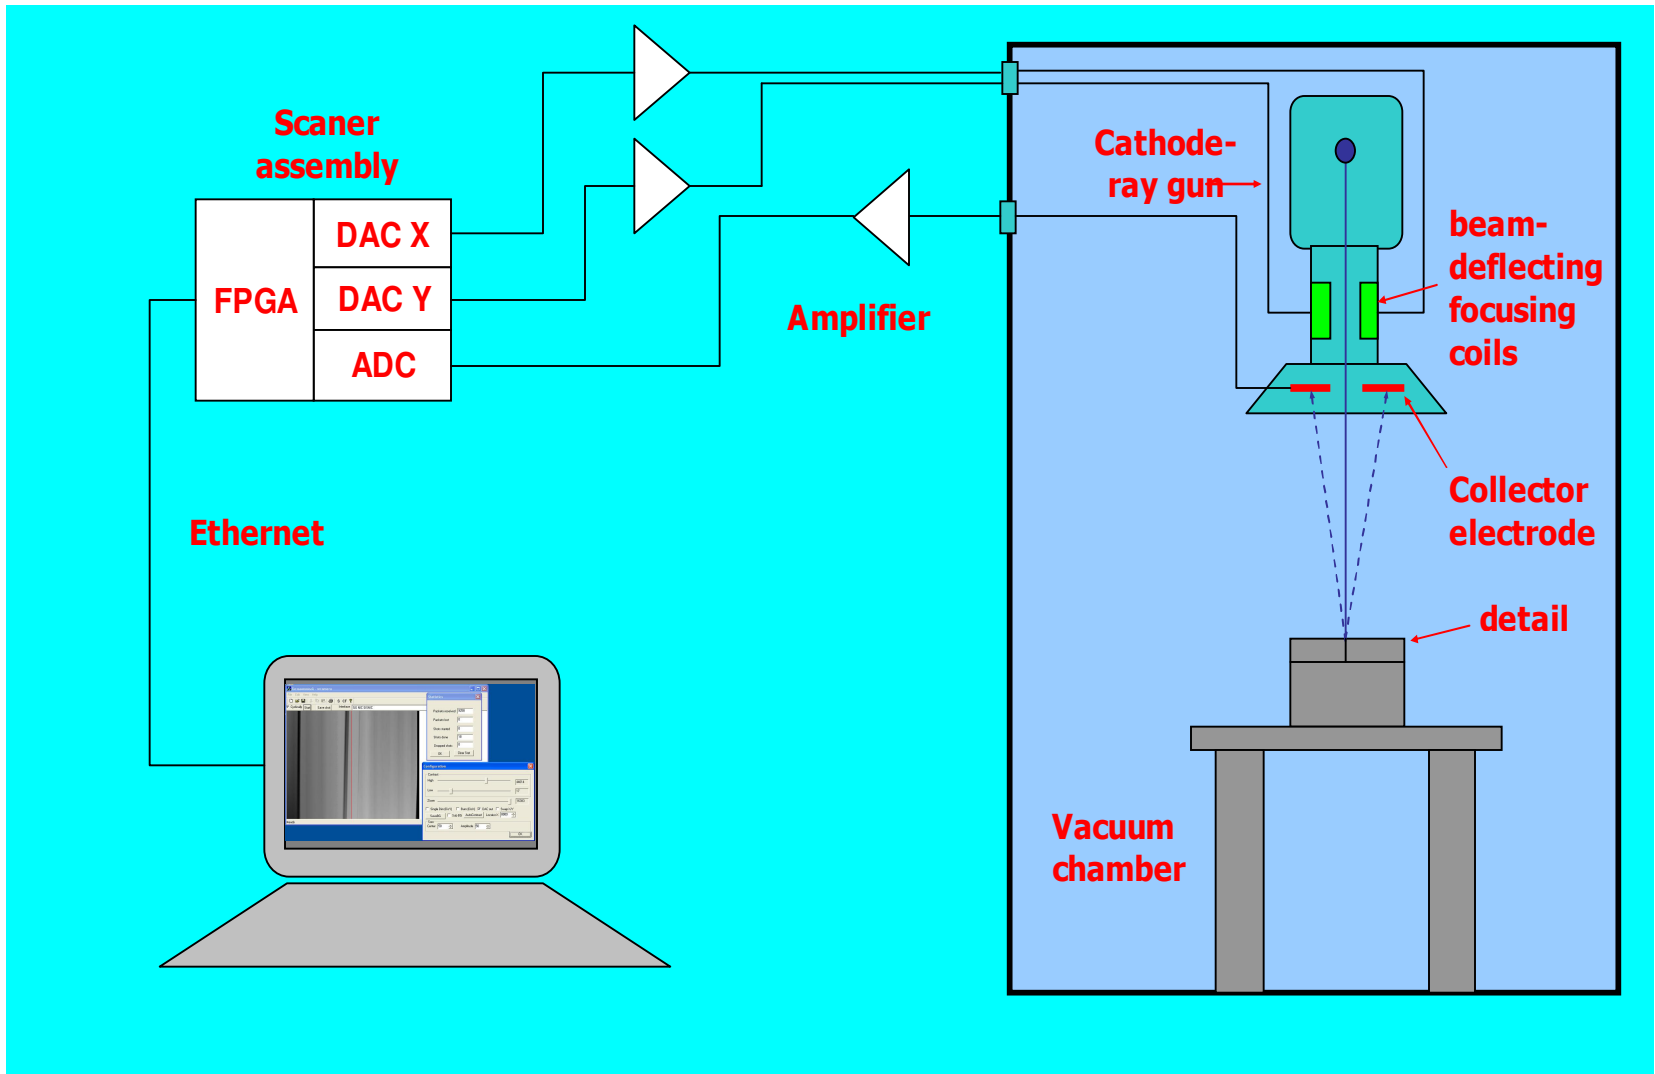 Scaner
assembly
FPGA
DAC X
DAC Y
ADC
Amplifier
Ethernet
Cathode-
ray gun
beam-
deflecting
focusing
coils
Collector
electrode
detail
Vacuum
chamber
Configuration